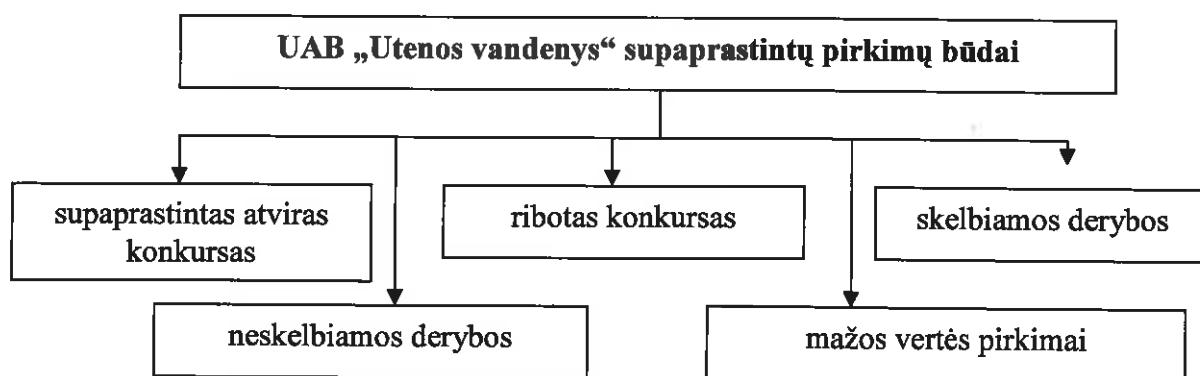 UAB „Utenos vandenys“ supaprastintų pirkimų būdai
supaprastintas atviras
konkursas
ribotas konkursas
skelbiamos derybos
neskelbiamos derybos
mažos vertės pirkimai